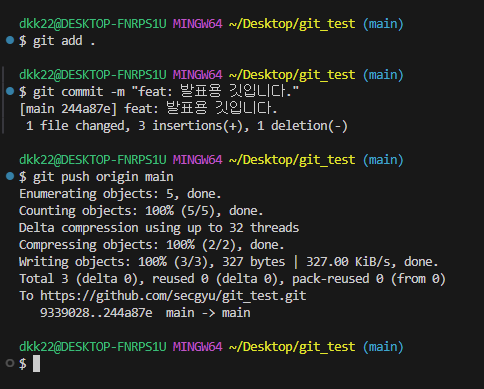 dkk22@DESKTOP-FNRPS1U MINGW64 ~/Desktop/git_test (main)
$ git add .
dkk22@DESKTOP-FNRPS1U MINGW64 ~/Desktop/git_test (main)
$ git commit -m "feat: 발표용 깃입니다."
[main 244a87e] feat: 발표용 깃입니다.
 1 file changed, 3 insertions(+), 1 deletion(-)
dkk22@DESKTOP-FNRPS1U MINGW64 ~/Desktop/git_test (main)
$ git push origin main
Enumerating objects: 5, done.
Counting objects: 100% (5/5), done.
Delta compression using up to 32 threads
Compressing objects: 100% (2/2), done.
Writing objects: 100% (3/3), 327 bytes | 327.00 KiB/s, done.
Total 3 (delta 0), reused 0 (delta 0), pack-reused 0 (from 0)
To https://github.com/secgyu/git_test.git
   9339028..244a87e  main -> main
dkk22@DESKTOP-FNRPS1U MINGW64 ~/Desktop/git_test (main)
$